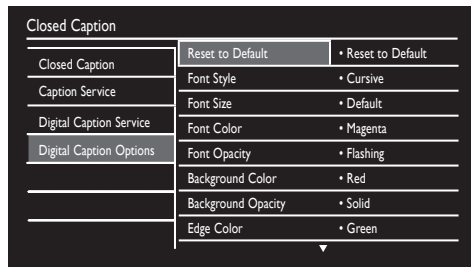 Closed Caption
Closed Caption
Caption Service
Digital Caption Service
Digital Caption Options
Reset to Default • Reset to Default
Font Style • Cursive
Font Size • Default
Font Color • Magenta
Font Opacity • Flashing
Background Color • Red
Background Opacity • Solid
Edge Color • Green